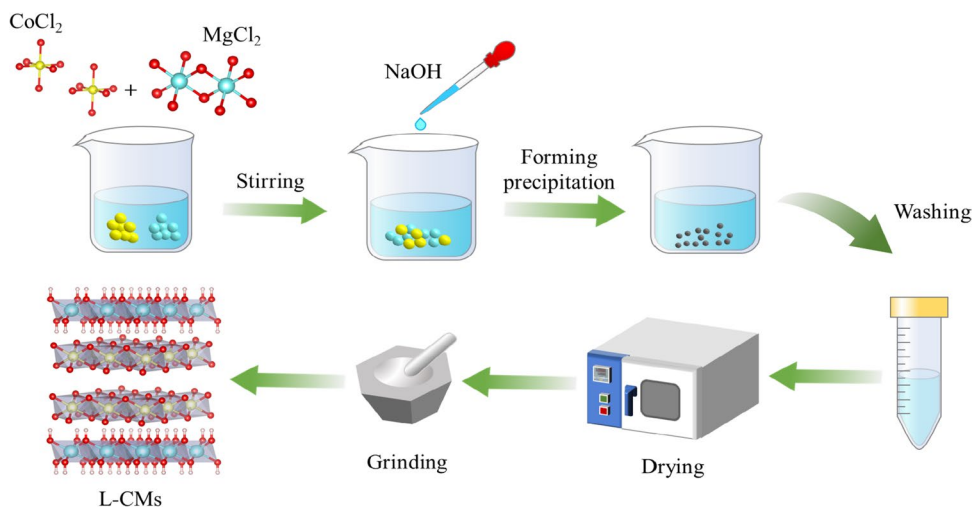 CoCl₂
MgCl₂
+
NaOH
Stirring
Forming
precipitation
Washing
Drying
Grinding
L-CMs